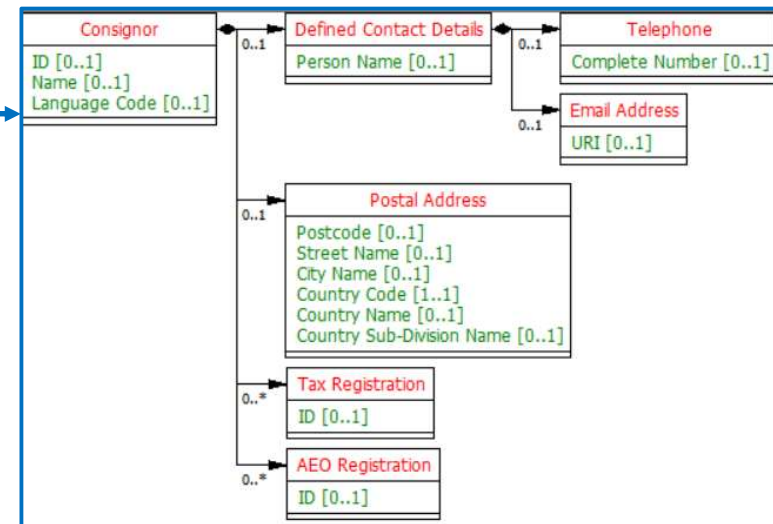 Consignor
ID [0..1]
Name [0..1]
Language Code [0..1]
0..1
Defined Contact Details
Person Name [0..1]
0..1
Telephone
Complete Number [0..1]
0..1
Email Address
URI [0..1]
0..1
Postal Address
Postcode [0..1]
Street Name [0..1]
City Name [0..1]
Country Code [1..1]
Country Name [0..1]
Country Sub-Division Name [0..1]
0..*
Tax Registration
ID [0..1]
0..*
AEO Registration
ID [0..1]